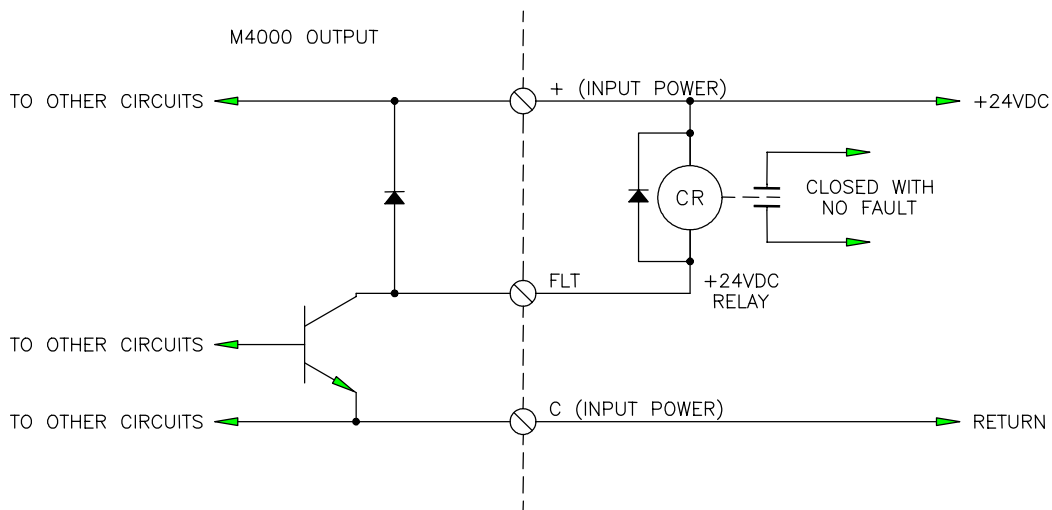 M4000 OUTPUT
TO OTHER CIRCUITS
+ (INPUT POWER)
+24VDC
CR
CLOSED WITH
NO FAULT
FLT
+24VDC
RELAY
TO OTHER CIRCUITS
TO OTHER CIRCUITS
C (INPUT POWER)
RETURN